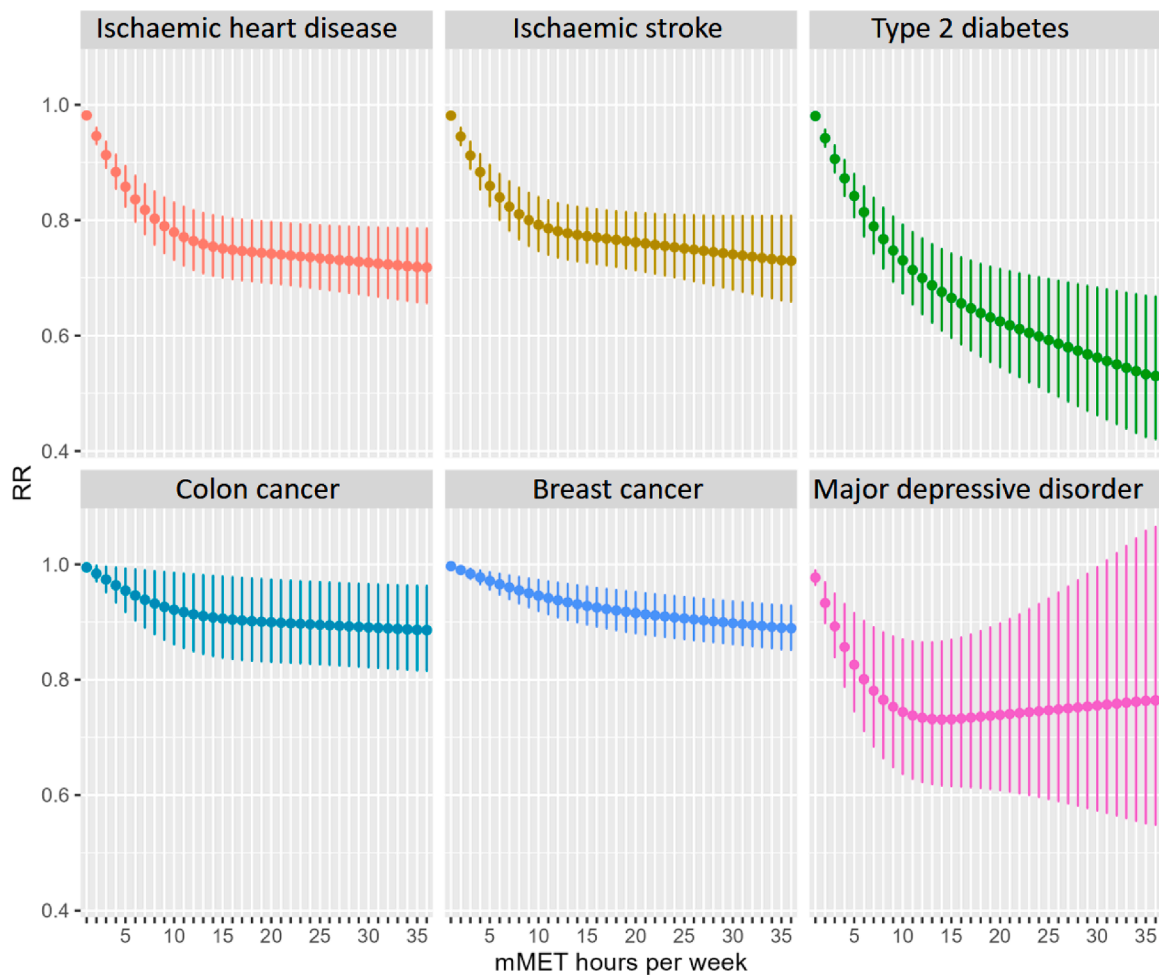 Ischaemic heart disease
Ischaemic stroke
Type 2 diabetes
1.0
0.8
0.6
0.4
RR
Colon cancer
Breast cancer
Major depressive disorder
1.0
0.8
0.6
0.4
5 10 15 20 25 30 35
5 10 15 20 25 30 35
5 10 15 20 25 30 35
mMET hours per week